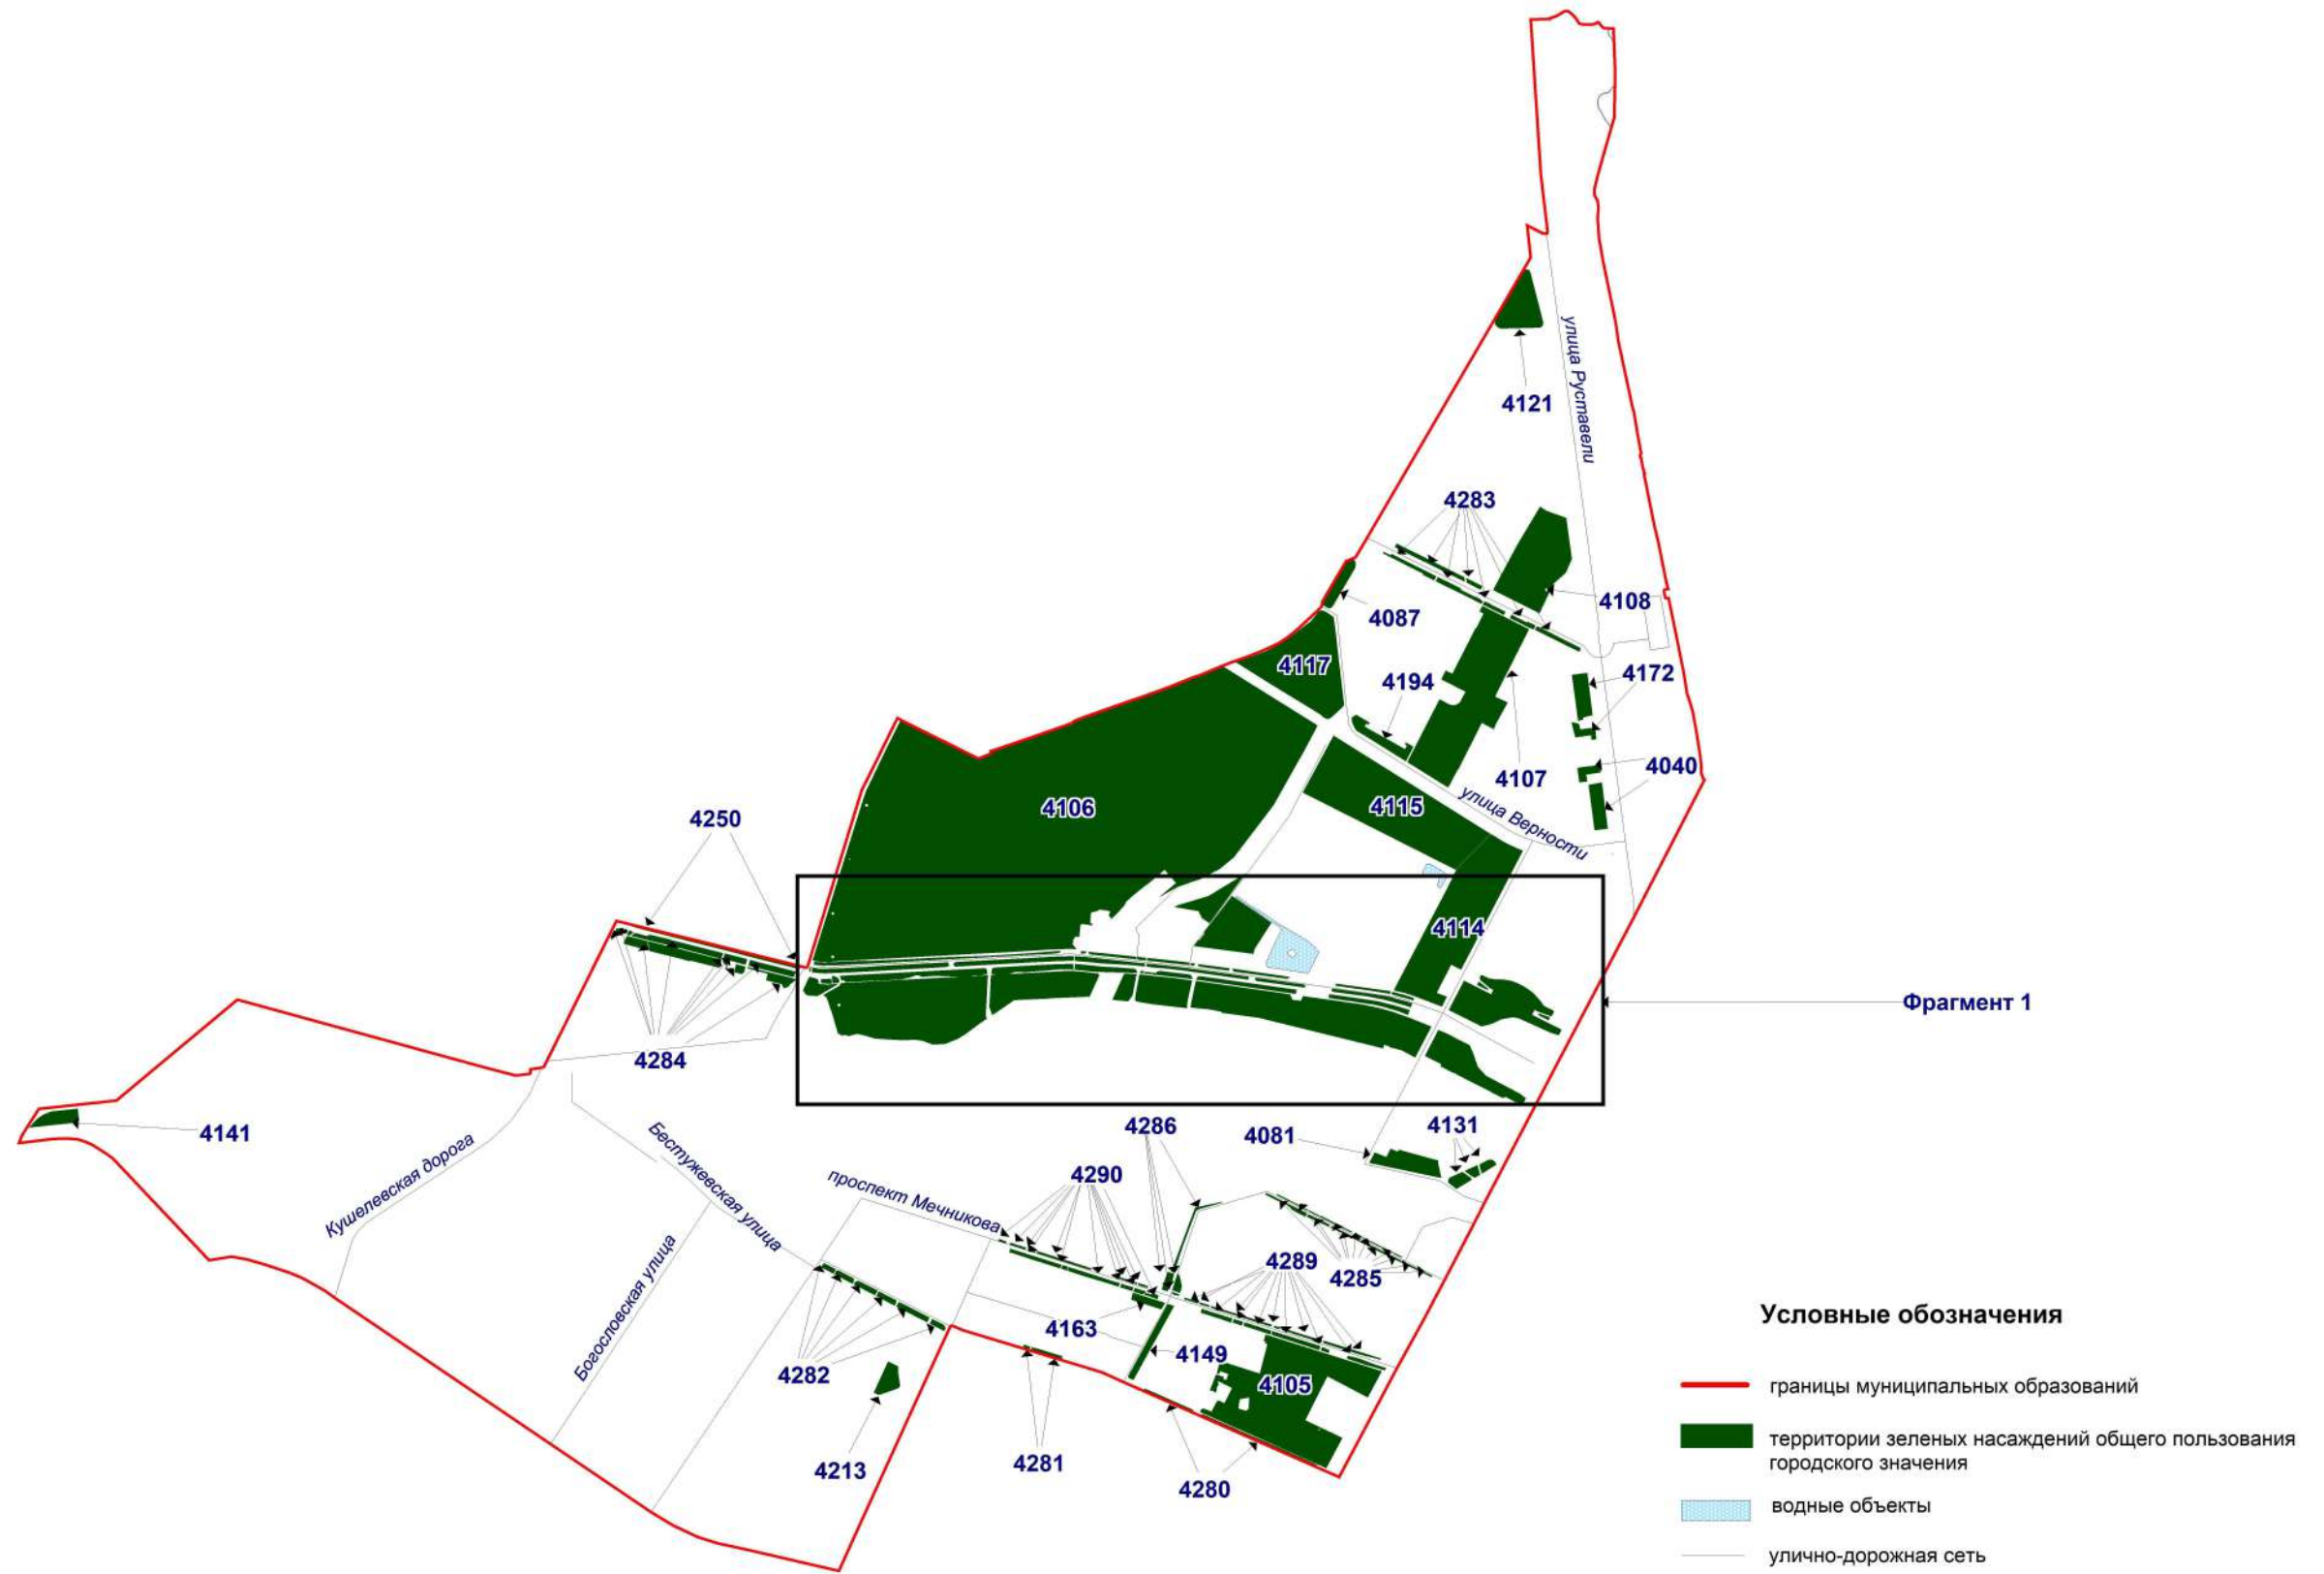 улица Руставели
4121
4283
4108
4087
4117
4194
4172
4107
4040
4106
4115
улица Верности
4250
4114
Фрагмент 1
4284
4141
4286
4081
4131
Кушелевская дорога
Бестужевская улица
проспект Мечникова
4290
Богословская улица
4289
4285
4163
4149
4282
4105
4213
4281
4280
Условные обозначения
границы муниципальных образований
территории зеленых насаждений общего пользования
городского значения
водные объекты
улично-дорожная сеть